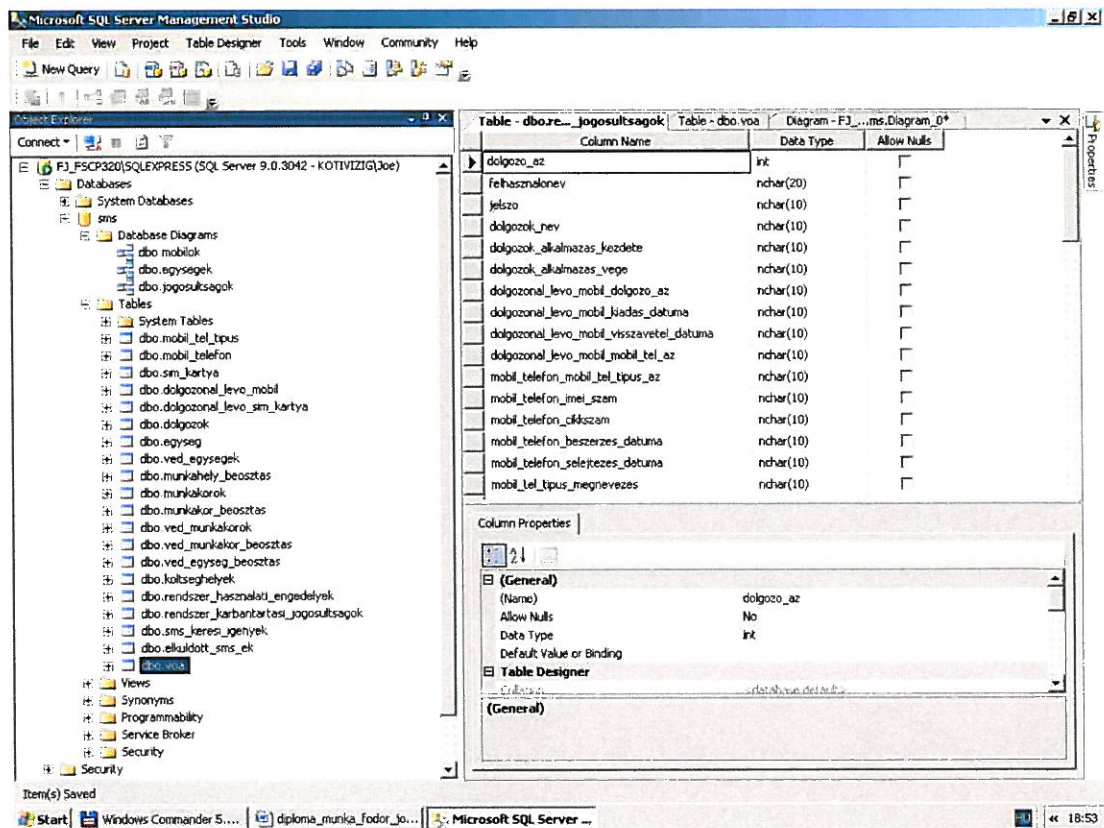 Microsoft SQL Server Management Studio
File Edit View Project Table Designer Tools Window Community Help
New Query
Object Explorer
Connect
FJ_FSCP320\SQLEXPRESS (SQL Server 9.0.3042 - KOTIVIZIG\Joe)
Databases
System Databases
sms
Database Diagrams
dbo.mobilok
dbo.egysegek
dbo.jogosultsagok
Tables
System Tables
dbo.mobil_tel_tipus
dbo.mobil_telefon
dbo.sim_kartya
dbo.dolgozonal_levo_mobil
dbo.dolgozonal_levo_sim_kartya
dbo.dolgozok
dbo.egyseg
dbo.ved_egysegek
dbo.munkahely_beosztas
dbo.munkakorok
dbo.munkakor_beosztas
dbo.ved_munkakorok
dbo.ved_munkakor_beosztas
dbo.ved_egyseg_beosztas
dbo.koltseghelyek
dbo.rendszer_hasznalati_engedelyek
dbo.rendszer_karbantartasi_jogosultsagok
dbo.sms_keresi_igenyek
dbo.elkuldott_sms_ek
dbo.voa
Views
Synonyms
Programmability
Service Broker
Security
Security
Table - dbo.re..._jogosultsagok Table - dbo.voa Diagram - FJ_...ms.Diagram_0*
Column Name Data Type Allow Nulls
dolgozo_az int
felhasznalonev nchar(20)
jelszo nchar(10)
dolgozok_nev nchar(10)
dolgozok_alkalmazas_kezdete nchar(10)
dolgozok_alkalmazas_vege nchar(10)
dolgozonal_levo_mobil_dolgozo_az nchar(10)
dolgozonal_levo_mobil_kiadas_datuma nchar(10)
dolgozonal_levo_mobil_visszavetel_datuma nchar(10)
dolgozonal_levo_mobil_mobil_tel_az nchar(10)
mobil_telefon_mobil_tel_tipus_az nchar(10)
mobil_telefon_imei_szam nchar(10)
mobil_telefon_cikkszam nchar(10)
mobil_telefon_beszerzes_datuma nchar(10)
mobil_telefon_selejtezes_datuma nchar(10)
mobil_tel_tipus_megnevezes nchar(10)
Properties
Column Properties
(General)
(Name) dolgozo_az
Allow Nulls No
Data Type int
Default Value or Binding
Table Designer
Collation <database default>
(General)
Item(s) Saved
Start Windows Commander 5.... diploma_munka_fodor_jo... Microsoft SQL Server ... HU « 18:53